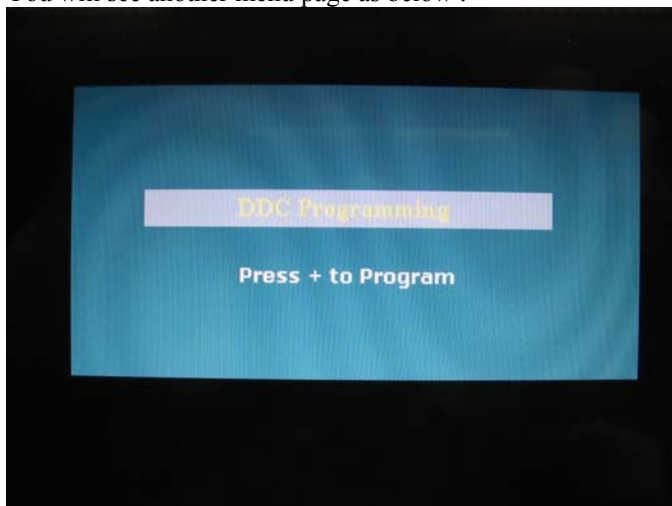 You will see another menu page as below :
DDC Programming
Press + to Program